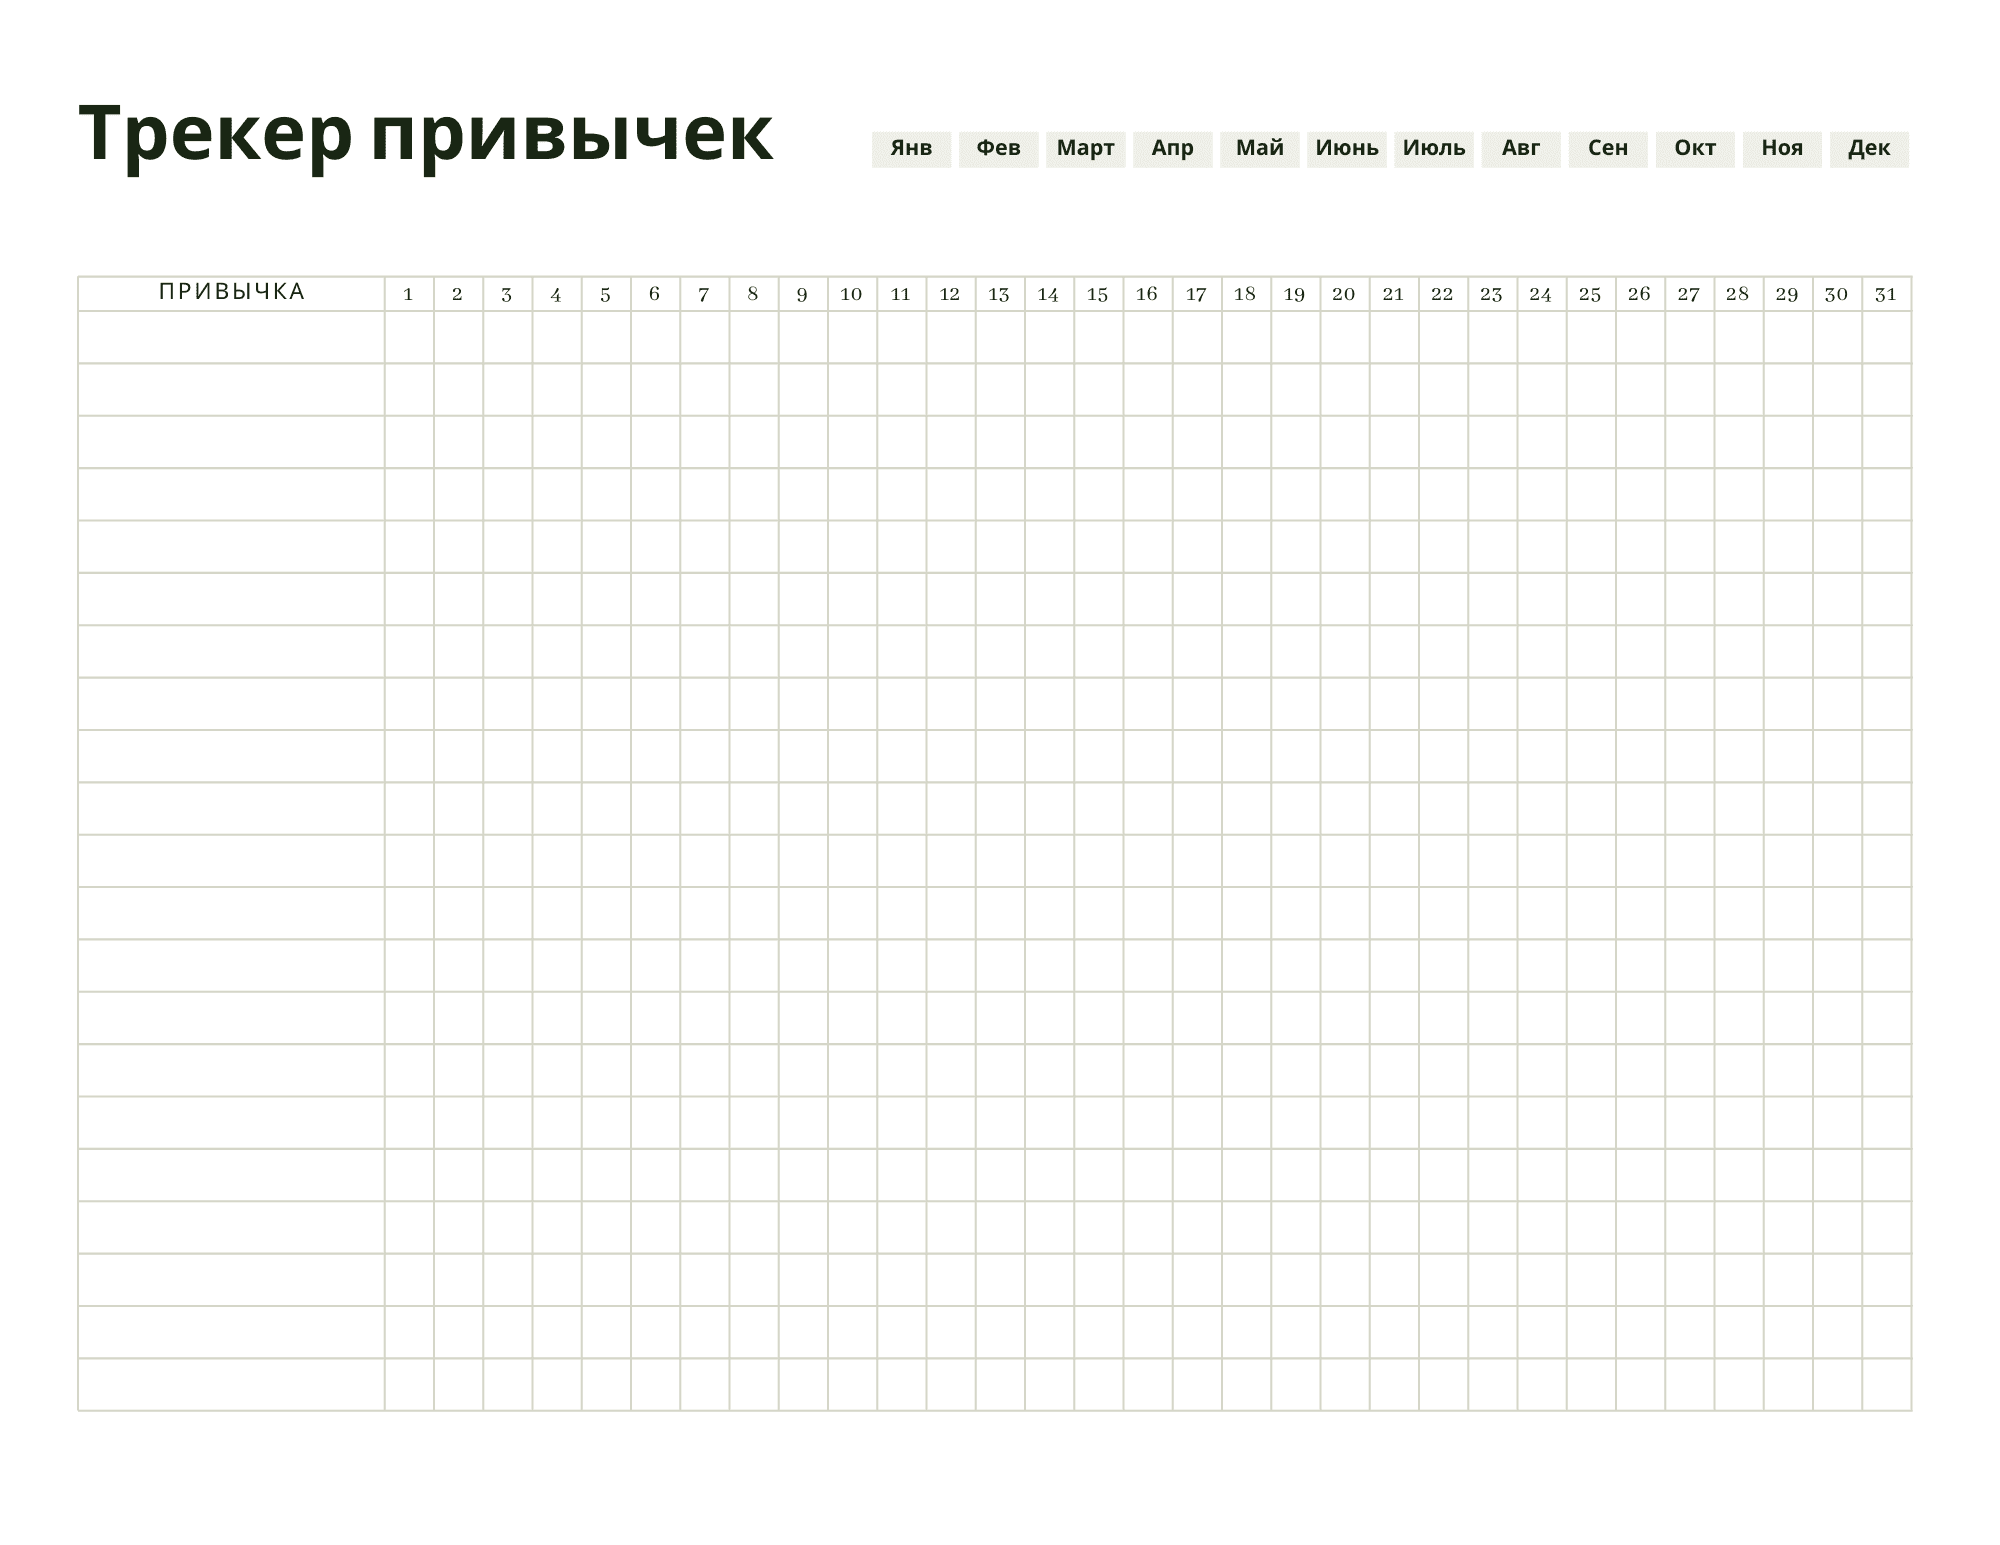 Трекер привычек
Янв Фев Март Апр Май Июнь Июль Авг Сен Окт Ноя Дек
ПРИВЫЧКА 1 2 3 4 5 6 7 8 9 10 11 12 13 14 15 16 17 18 19 20 21 22 23 24 25 26 27 28 29 30 31